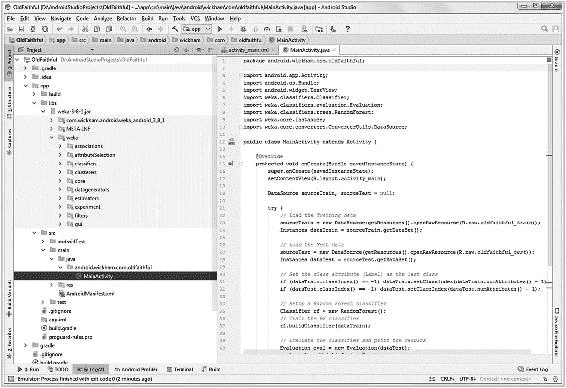 OldFaithful [D:\AndroidStudioProjects\OldFaithful] - ...\app\src\main\java\android\wickham\com\oldfaithful\MainActivity.java [app] - Android Studio
File Edit View Navigate Code Analyze Refactor Build Run Tools VCS Window Help
OldFaithful app src main java android wickham com oldfaithful MainActivity
app
Project
activity_main.xml
MainActivity.java
OldFaithful D:\AndroidStudioProjects\OldFaithful
.gradle
.idea
app
build
libs
weka-3-8-1.jar
META-INF
weka
associations
attributeSelection
classifiers
clusterers
core
datagenerators
estimators
experiment
filters
gui
src
androidTest
main
java
android.wickham.com.oldfaithful
MainActivity
res
AndroidManifest.xml
test
.gitignore
app.iml
build.gradle
proguard-rules.pro
gradle
.gitignore
build.gradle
package android.wickham.com.oldfaithful;
import android.app.Activity;
import android.os.Bundle;
import android.widget.TextView;
import weka.classifiers.Classifier;
import weka.classifiers.evaluation.Evaluation;
import weka.classifiers.trees.RandomForest;
import weka.core.Instances;
import weka.core.converters.ConverterUtils.DataSource;
public class MainActivity extends Activity {
@Override
protected void onCreate(Bundle savedInstanceState) {
super.onCreate(savedInstanceState);
setContentView(R.layout.activity_main);
DataSource sourceTrain, sourceTest = null;
try {
// Load the Training data
sourceTrain = new DataSource(getResources().openRawResource(R.raw.oldfaithful_train));
Instances dataTrain = sourceTrain.getDataSet();
// Load the Test data
sourceTest = new DataSource(getResources().openRawResource(R.raw.oldfaithful_test));
Instances dataTest = sourceTest.getDataSet();
// Set the class attribute (Label) as the last class
if (dataTrain.classIndex() == -1) dataTrain.setClassIndex(dataTrain.numAttributes() - 1);
if (dataTest.classIndex() == -1) dataTest.setClassIndex(dataTest.numAttributes() - 1);
// Setup a Random Forest classifier
Classifier rf = new RandomForest();
// Train the RF classifier
rf.buildClassifier(dataTrain);
// Evaluate the classifier and print the results
Evaluation eval = new Evaluation(dataTest);
4: Run TODO 6: Logcat Android Profiler Terminal Build Event Log
Emulator: Process finished with exit code 0 (2 minutes ago)